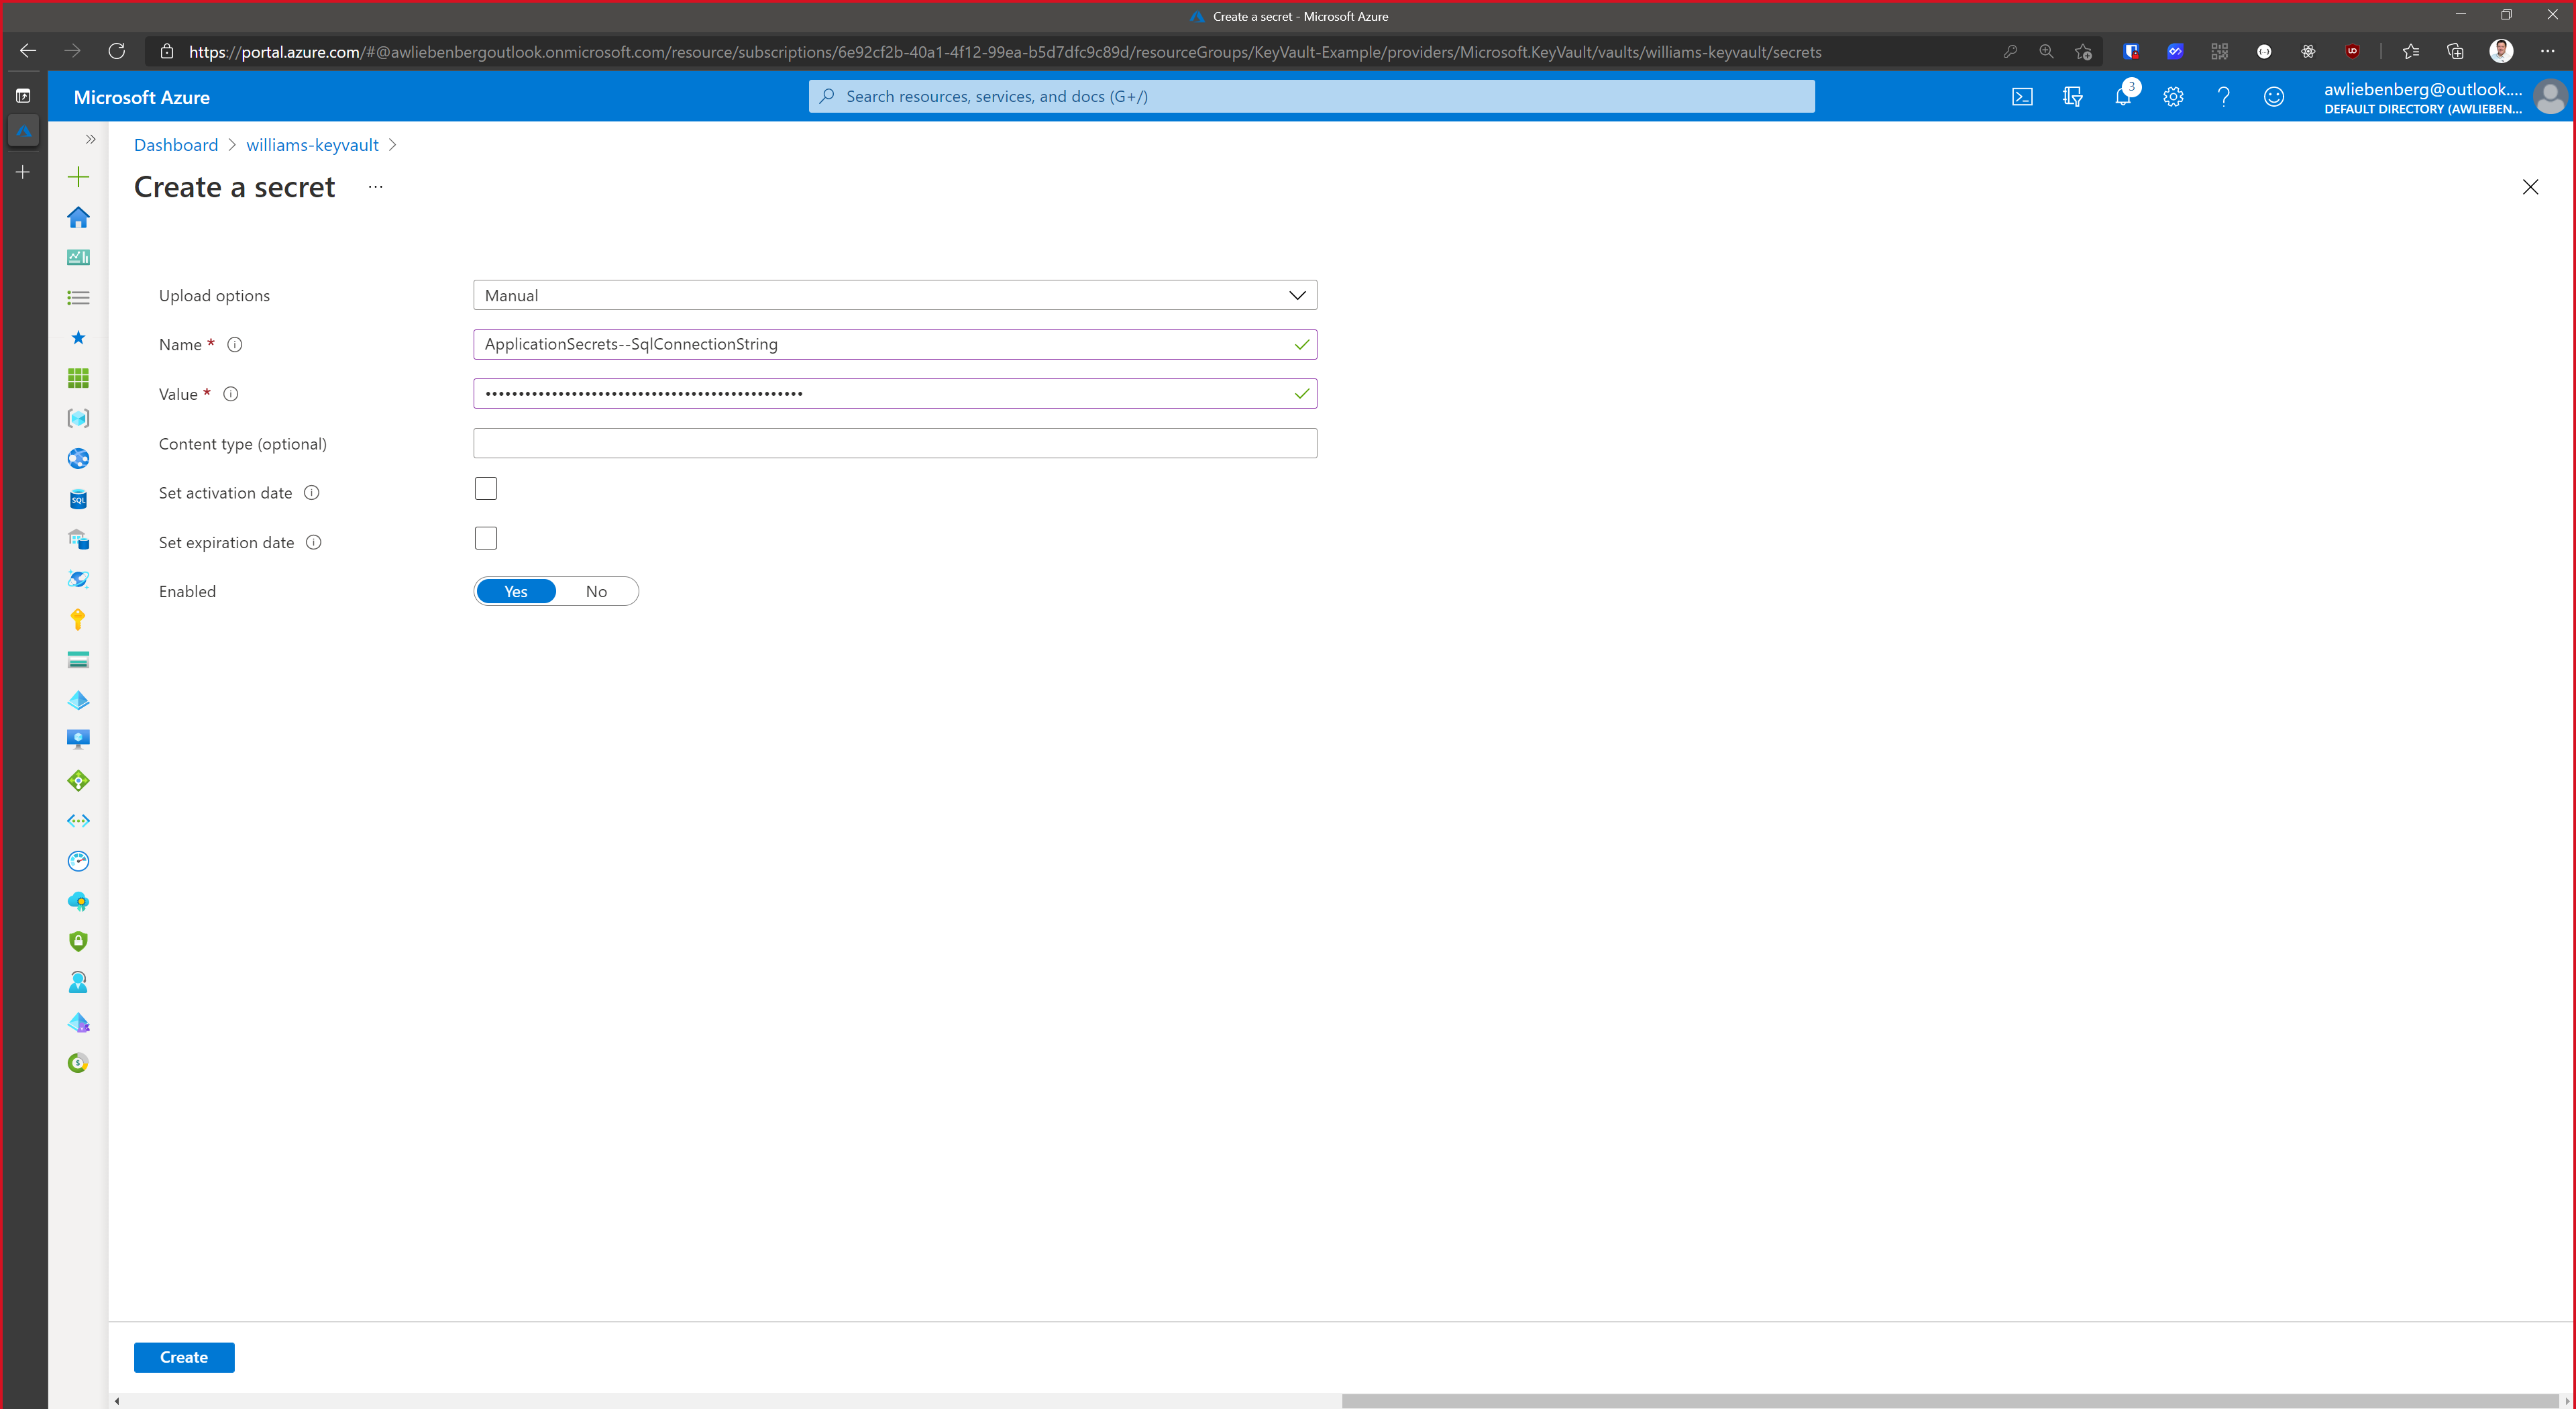 Create a secret - Microsoft Azure
https://portal.azure.com/#@awliebenbergoutlook.onmicrosoft.com/resource/subscriptions/6e92cf2b-40a1-4f12-99ea-b5d7dfc9c89d/resourceGroups/KeyVault-Example/providers/Microsoft.KeyVault/vaults/williams-keyvault/secrets
Microsoft Azure
Search resources, services, and docs (G+/)
3
awliebenberg@outlook....
DEFAULT DIRECTORY (AWLIEBEN...
Dashboard > williams-keyvault >
Create a secret ...
Upload options Manual
Name * ApplicationSecrets--SqlConnectionString
Value * ••••••••••••••••••••••••••••••••••••••••••••••••
Content type (optional)
Set activation date
Set expiration date
Enabled Yes No
SQL
Create